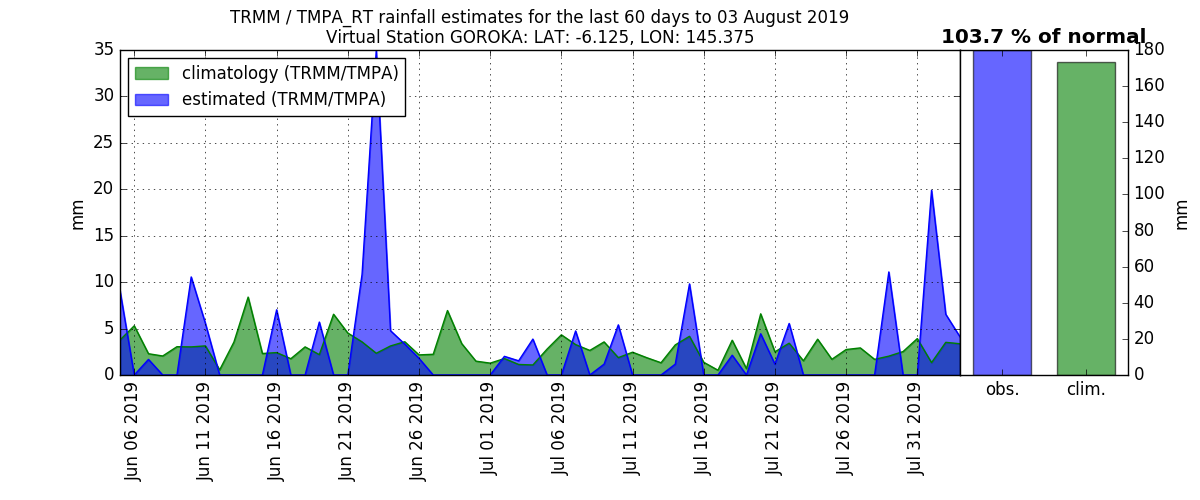 TRMM / TMPA_RT rainfall estimates for the last 60 days to 03 August 2019
Virtual Station GOROKA: LAT: -6.125, LON: 145.375
103.7 % of normal
climatology (TRMM/TMPA)
estimated (TRMM/TMPA)
35
30
25
20
15
10
5
0
mm
Jun 06 2019
Jun 11 2019
Jun 16 2019
Jun 21 2019
Jun 26 2019
Jul 01 2019
Jul 06 2019
Jul 11 2019
Jul 16 2019
Jul 21 2019
Jul 26 2019
Jul 31 2019
obs.
clim.
180
160
140
120
100
80
60
40
20
0
mm